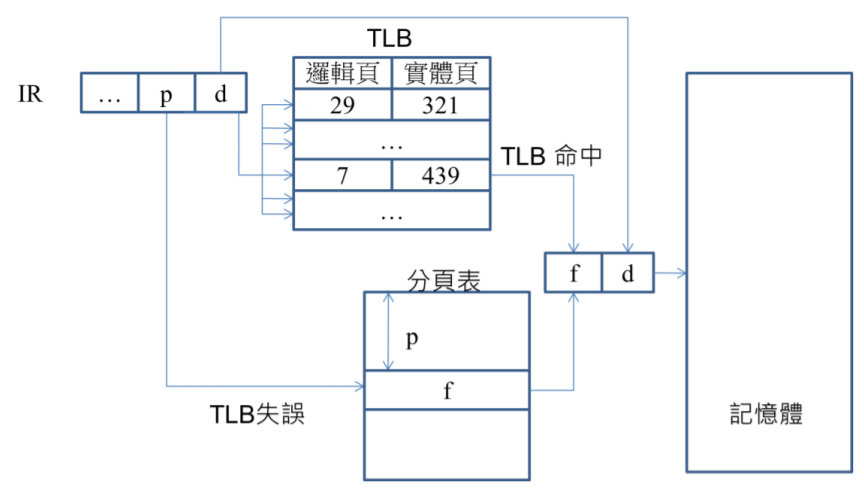 TLB
IR
… p d
邏輯頁 實體頁
29 321
…
7 439
…
TLB 命中
f d
分頁表
p
f
TLB失誤
記憶體